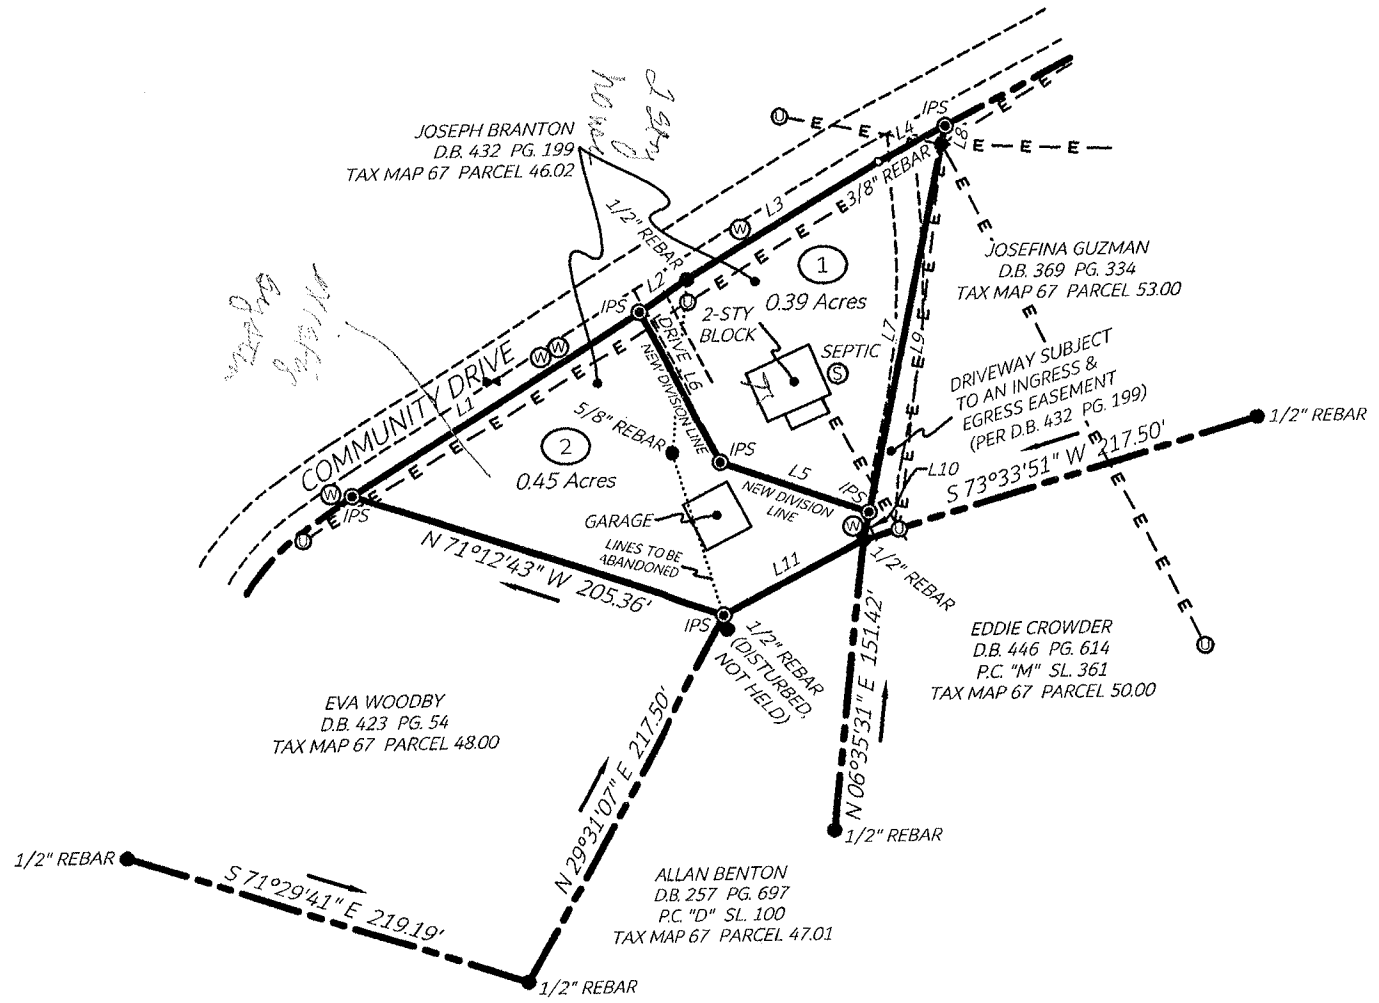 2 Story
house
JOSEPH BRANTON
D.B. 432 PG. 199
TAX MAP 67 PARCEL 46.02
IPS
L4
L8
E E
E E E
3/8" REBAR
L3
W
U
1/2" REBAR
L2
1
0.39 Acres
2-STY
BLOCK
SEPTIC
S
JOSEFINA GUZMAN
D.B. 369 PG. 334
TAX MAP 67 PARCEL 53.00
DRIVEWAY SUBJECT
TO AN INGRESS &
EGRESS EASEMENT
(PER D.B. 432 PG. 199)
L7
L9
IPS
DRIVE
L6
NEW DIVISION LINE
existing
W W
COMMUNITY DRIVE
L1
5/8" REBAR
2
0.45 Acres
IPS
L5
NEW DIVISION
LINE
IPS
W
L10
U
1/2" REBAR
S 73°33'51" W 217.50'
1/2" REBAR
W
IPS
U
GARAGE
LINES TO BE
ABANDONED
L11
N 71°12'43" W 205.36'
IPS
1/2" REBAR
(DISTURBED,
NOT HELD)
N 06°35'31" E 151.42'
1/2" REBAR
EDDIE CROWDER
D.B. 446 PG. 614
P.C. "M" SL. 361
TAX MAP 67 PARCEL 50.00
U
EVA WOODBY
D.B. 423 PG. 54
TAX MAP 67 PARCEL 48.00
N 29°31'07" E 217.50'
1/2" REBAR
S 71°29'41" E 219.19'
1/2" REBAR
ALLAN BENTON
D.B. 257 PG. 697
P.C. "D" SL. 100
TAX MAP 67 PARCEL 47.01